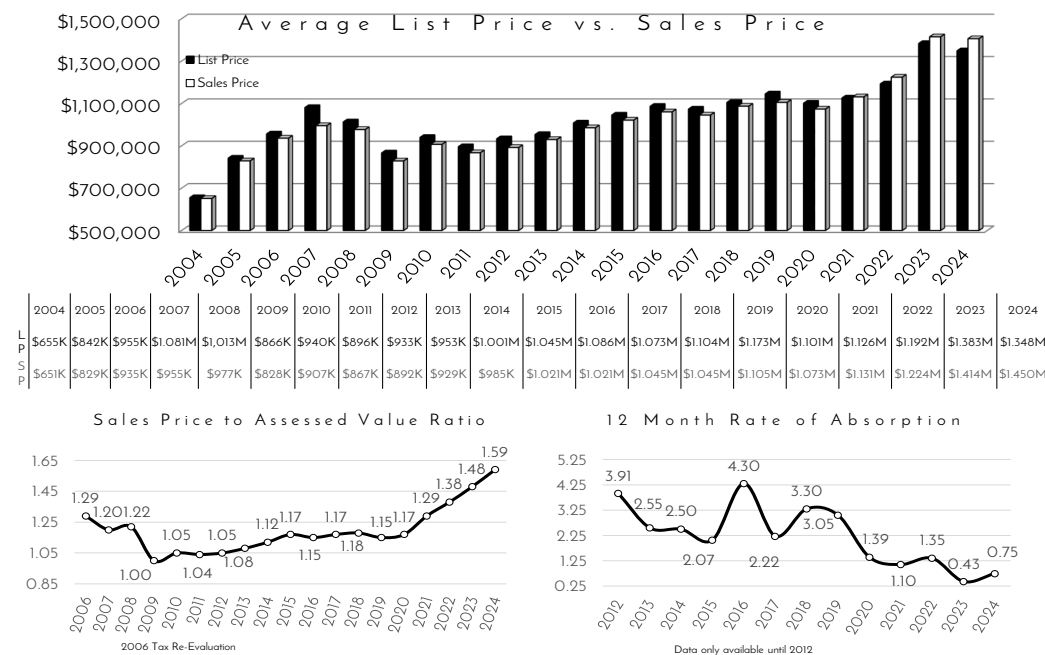 Average List Price vs. Sales Price
$1,500,000
$1,300,000
$1,100,000
$900,000
$700,000
$500,000
List Price
Sales Price
2004 2005 2006 2007 2008 2009 2010 2011 2012 2013 2014 2015 2016 2017 2018 2019 2020 2021 2022 2023 2024
2004 2005 2006 2007 2008 2009 2010 2011 2012 2013 2014 2015 2016 2017 2018 2019 2020 2021 2022 2023 2024
LP $655K $842K $955K $1.081M $1,013M $866K $940K $896K $933K $953K $1.001M $1.045M $1.086M $1.073M $1.104M $1.173M $1.101M $1.126M $1.192M $1.383M $1.348M
SP $651K $829K $935K $955K $977K $828K $907K $867K $892K $929K $985K $1.021M $1.021M $1.045M $1.045M $1.105M $1.073M $1.131M $1.224M $1.414M $1.450M
Sales Price to Assessed Value Ratio
1.65
1.45
1.25
1.05
0.85
1.29 1.20 1.22 1.00 1.05 1.04 1.05 1.08 1.12 1.17 1.15 1.17 1.18 1.15 1.17 1.29 1.38 1.48 1.59
2006 2007 2008 2009 2010 2011 2012 2013 2014 2015 2016 2017 2018 2019 2020 2021 2022 2023 2024
2006 Tax Re-Evaluation
12 Month Rate of Absorption
5.25
4.25
3.25
2.25
1.25
0.25
3.91 2.55 2.50 2.07 4.30 2.22 3.30 3.05 1.39 1.10 1.35 0.43 0.75
2012 2013 2014 2015 2016 2017 2018 2019 2020 2021 2022 2023 2024
Data only available until 2012